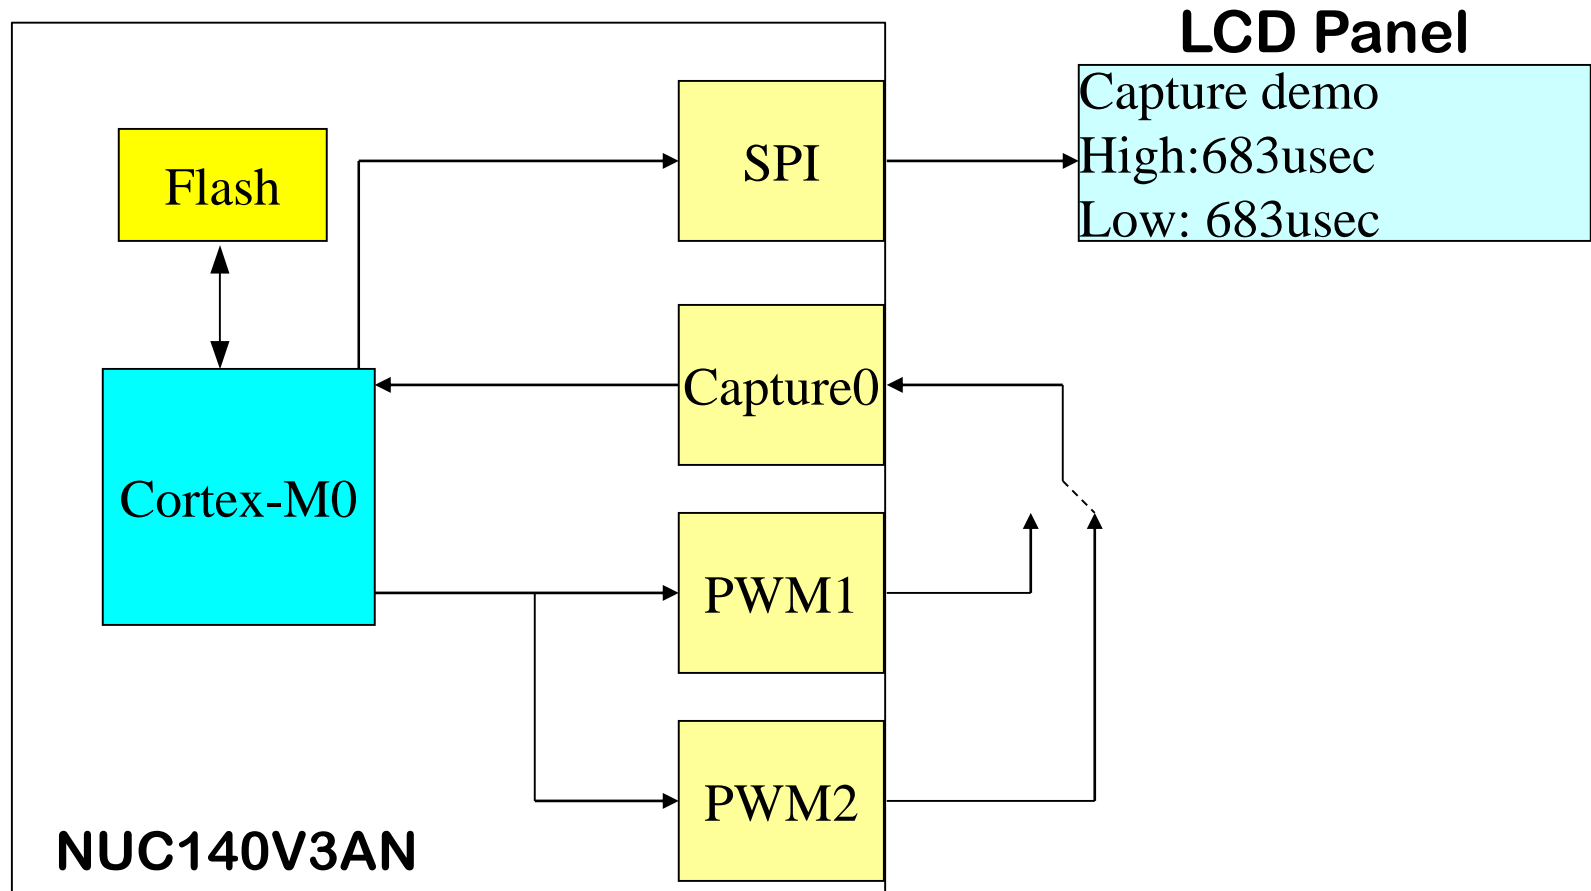 LCD Panel
Capture demo
High:683usec
Low: 683usec
SPI
Flash
Capture0
Cortex-M0
PWM1
PWM2
NUC140V3AN